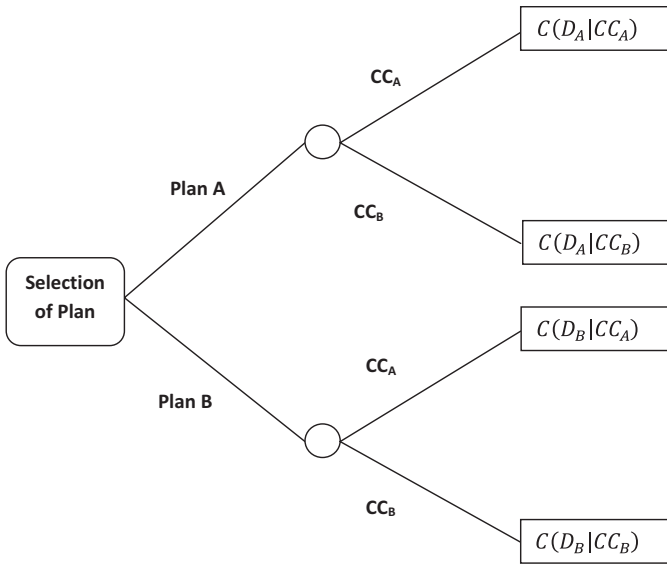 C(D_A|CC_A)
CC_A
Plan A
CC_B
C(D_A|CC_B)
Selection
of Plan
C(D_B|CC_A)
CC_A
Plan B
CC_B
C(D_B|CC_B)